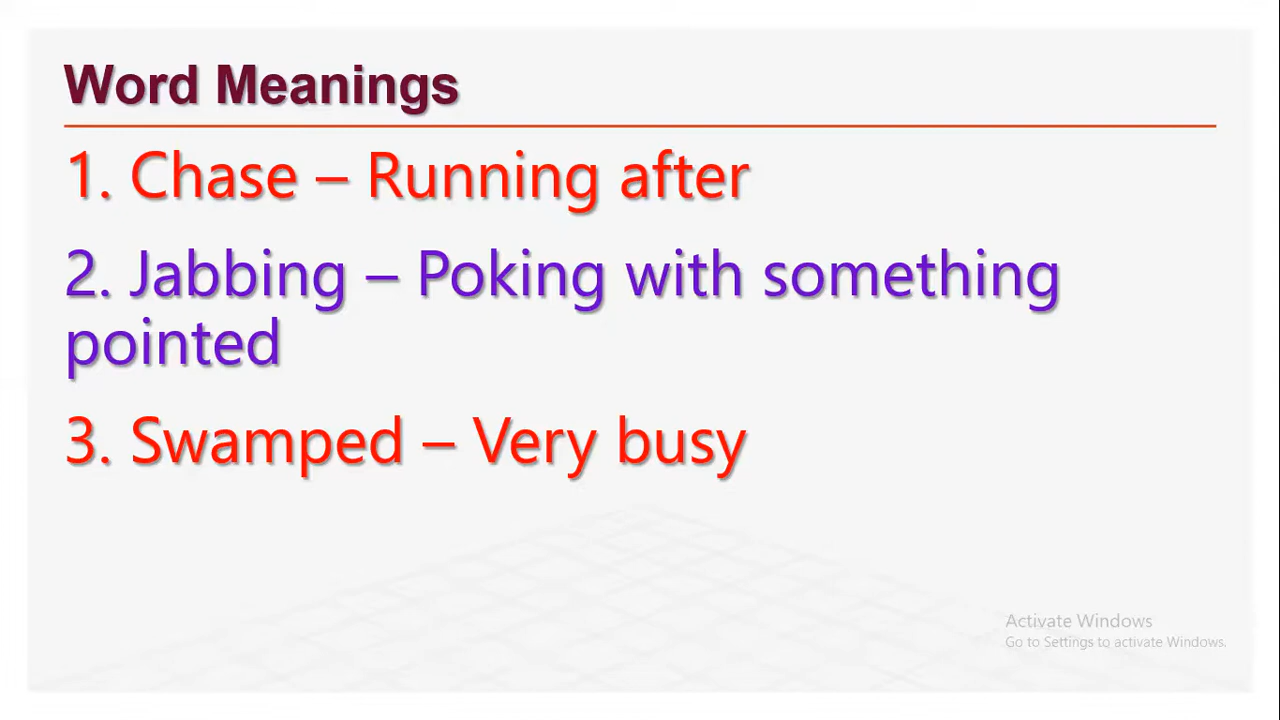 Word Meanings
1. Chase – Running after
2. Jabbing – Poking with something
pointed
3. Swamped – Very busy
Activate Windows
Go to Settings to activate Windows.